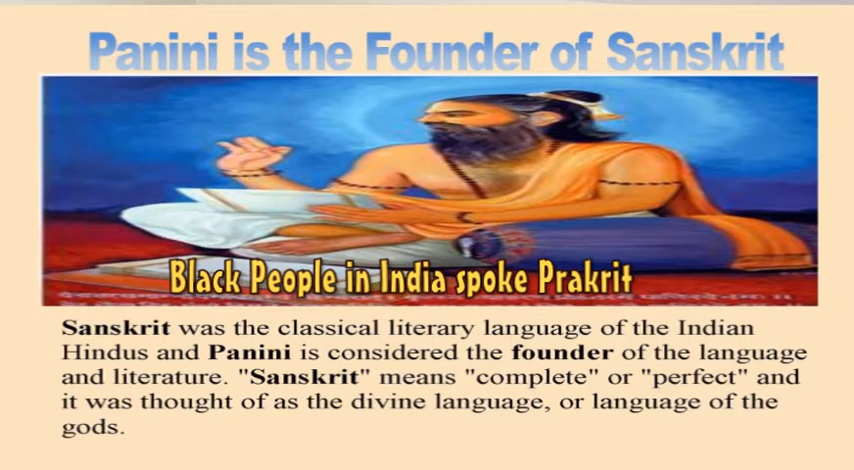 Panini is the Founder of Sanskrit
Black People in India spoke Prakrit
Sanskrit was the classical literary language of the Indian
Hindus and Panini is considered the founder of the language
and literature. "Sanskrit" means "complete" or "perfect" and
it was thought of as the divine language, or language of the
gods.